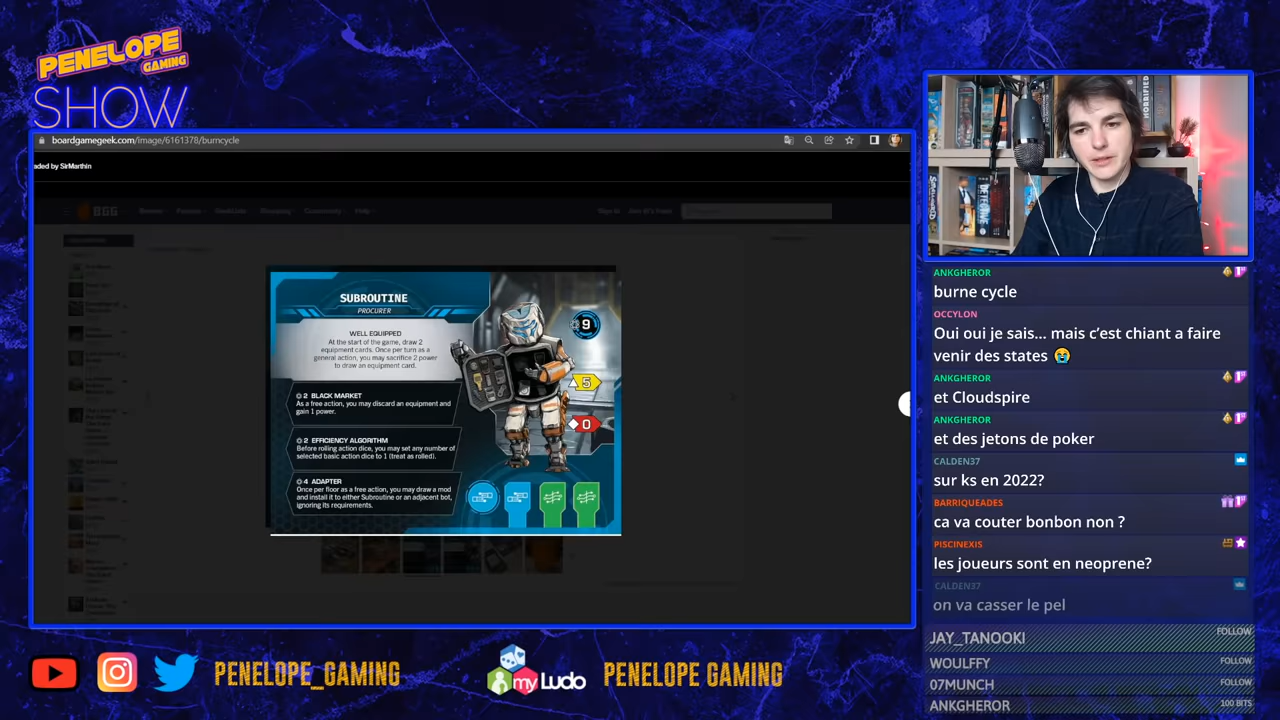 PENELOPE
GAMING
SHOW
boardgamegeek.com/image/6161378/burncycle
aded by SirMarthin
BGG
SUBROUTINE
PROCURER
WELL EQUIPPED
At the start of the game, draw 2
equipment cards. Once per turn as a
general action, you may sacrifice 2 power
to draw an equipment card.
2 BLACK MARKET
As a free action, you may discard an equipment and
gain 1 power.
2 EFFICIENCY ALGORITHM
Before rolling action dice, you may set any number of
selected basic action dice to 1 (treat as rolled).
4 ADAPTER
Once per floor as a free action, you may draw a mod
and install it to either Subroutine or an adjacent bot,
ignoring its requirements.
9
5
0
HORRIFIED
DETECTIVE
ANKGHEROR
burne cycle
OCCYLON
Oui oui je sais... mais c’est chiant a faire
venir des states 😭
ANKGHEROR
et Cloudspire
ANKGHEROR
et des jetons de poker
CALDEN37
sur ks en 2022?
BARRIQUEADES
ca va couter bonbon non ?
PISCINEXIS
les joueurs sont en neoprene?
CALDEN37
on va casser le pel
JAY_TANOOKI FOLLOW
WOULFFY FOLLOW
07MUNCH FOLLOW
ANKGHEROR 100 BITS
PENELOPE_GAMING
myLudo
PENELOPE GAMING